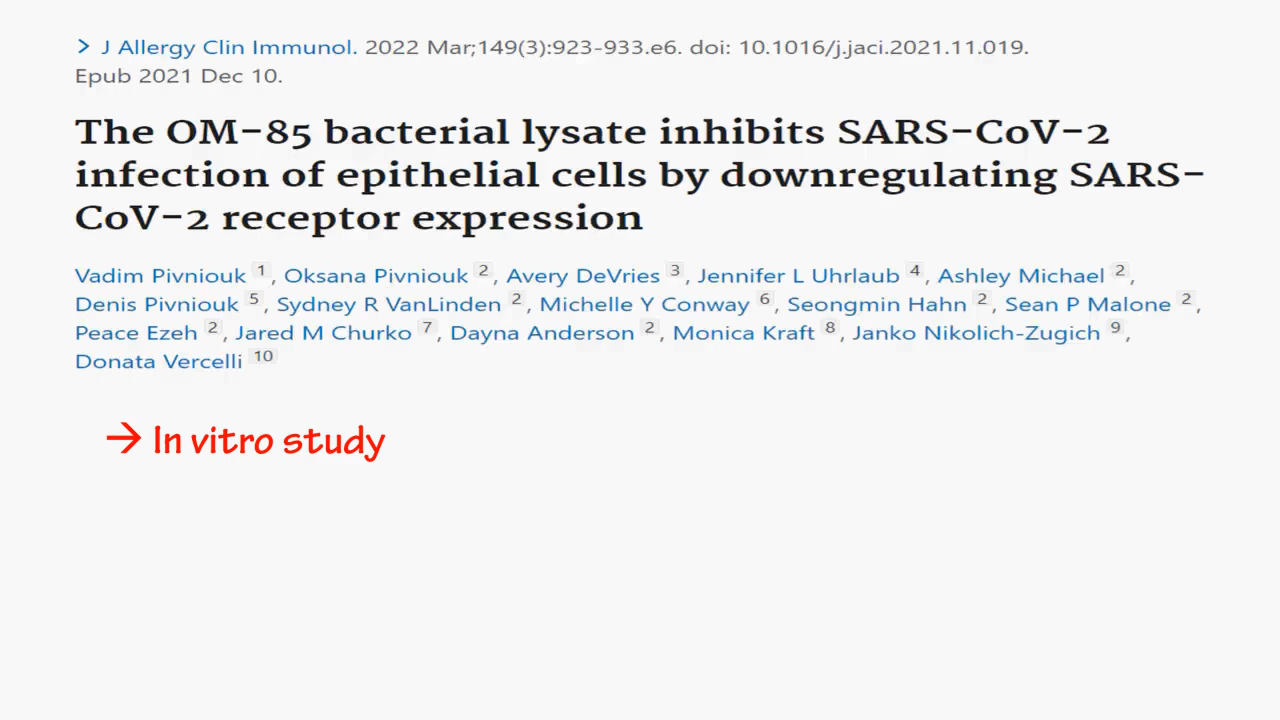 > J Allergy Clin Immunol. 2022 Mar;149(3):923-933.e6. doi: 10.1016/j.jaci.2021.11.019.
Epub 2021 Dec 10.
The OM-85 bacterial lysate inhibits SARS-CoV-2
infection of epithelial cells by downregulating SARS-
CoV-2 receptor expression
Vadim Pivniouk 1, Oksana Pivniouk 2, Avery DeVries 3, Jennifer L Uhrlaub 4, Ashley Michael 2,
Denis Pivniouk 5, Sydney R VanLinden 2, Michelle Y Conway 6, Seongmin Hahn 2, Sean P Malone 2,
Peace Ezeh 2, Jared M Churko 7, Dayna Anderson 2, Monica Kraft 8, Janko Nikolich-Zugich 9,
Donata Vercelli 10
→ In vitro study